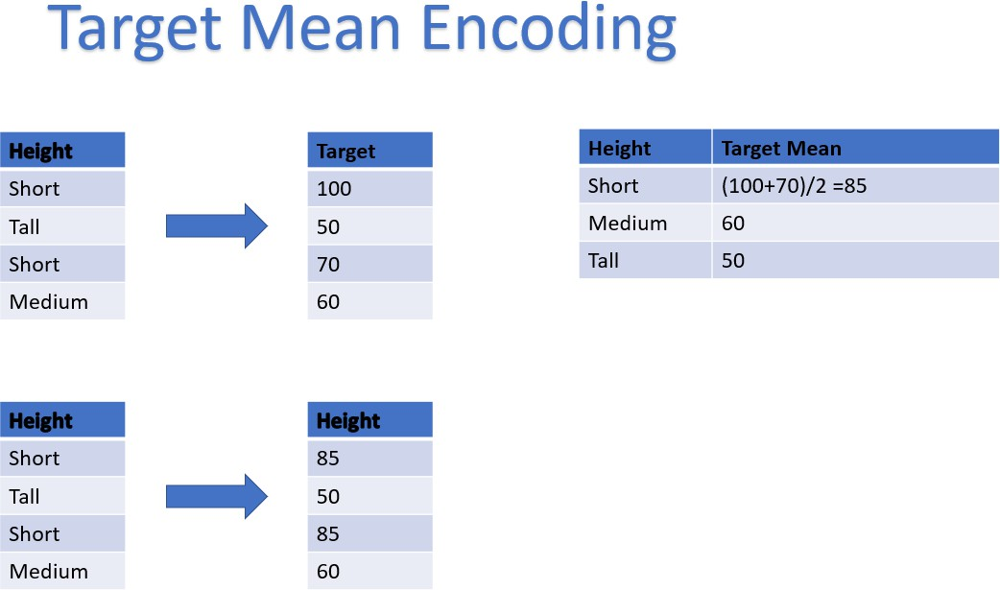 Target Mean Encoding
Height
Short
Tall
Short
Medium
Target
100
50
70
60
Height Target Mean
Short (100+70)/2 =85
Medium 60
Tall 50
Height
Short
Tall
Short
Medium
Height
85
50
85
60